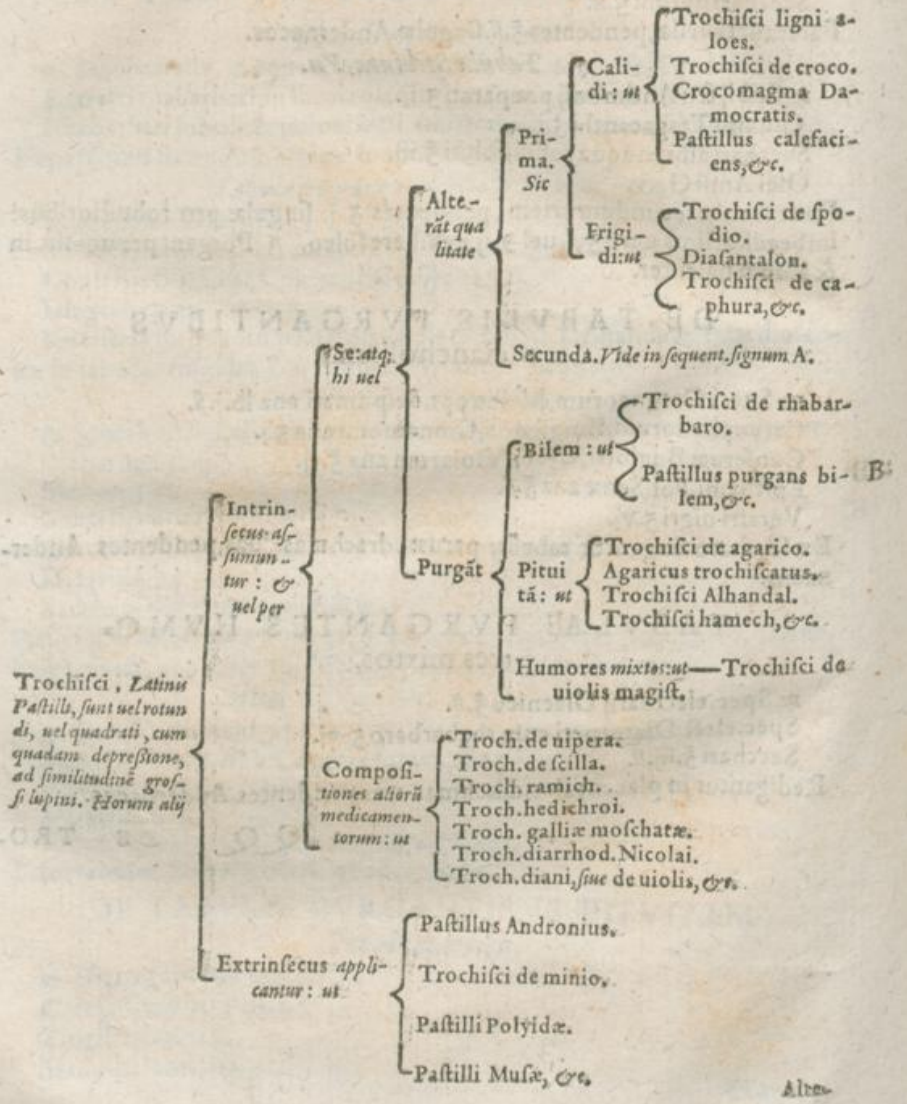 Trochiſci ligni a-
loes.
Trochiſci de croco.
Crocomagma Da-
mocratis.
Paſtillus calefaci-
ens, &c.
Cali-
di: ut
Pri-
ma.
Sic
Frigi-
di: ut
Trochiſci de ſpo-
dio.
Diaſantalon.
Trochiſci de ca-
phura, &c.
Alte-
rãt qua
litate
Secunda. Vide in ſequent. ſignum A.
Se: atq;
hi uel
Trochiſci de rhabar-
baro.
Bilem: ut
Paſtillus purgans bi-
lem, &c.
B
Intrin-
ſecus aſ-
ſumun-
tur: &
uel per
Purgãt
Pitui
tã: ut
Trochiſci de agarico.
Agaricus trochiſcatus.
Trochiſci Alhandal.
Trochiſci hamech, &c.
Humores mixtos: ut—Trochiſci de
uiolis magiſt.
Trochiſci, Latinis
Paſtilli, ſunt uel rotun
di, uel quadrati, cum
quadam depreßione,
ad ſimilitudinẽ groſ-
ſi lupini. Horum alij
Compoſi-
tiones aliorũ
medicamen-
torum: ut
Troch. de uipera.
Troch. de ſcilla.
Troch. ramich.
Troch. hedichroi.
Troch. galliæ moſchatæ.
Troch. diarrhod. Nicolai.
Troch. diani, ſiue de uiolis, &c.
Extrinſecus appli-
cantur: ut
Paſtillus Andronius.
Trochiſci de minio.
Paſtilli Polyidæ.
Paſtilli Muſæ, &c.
Alte-